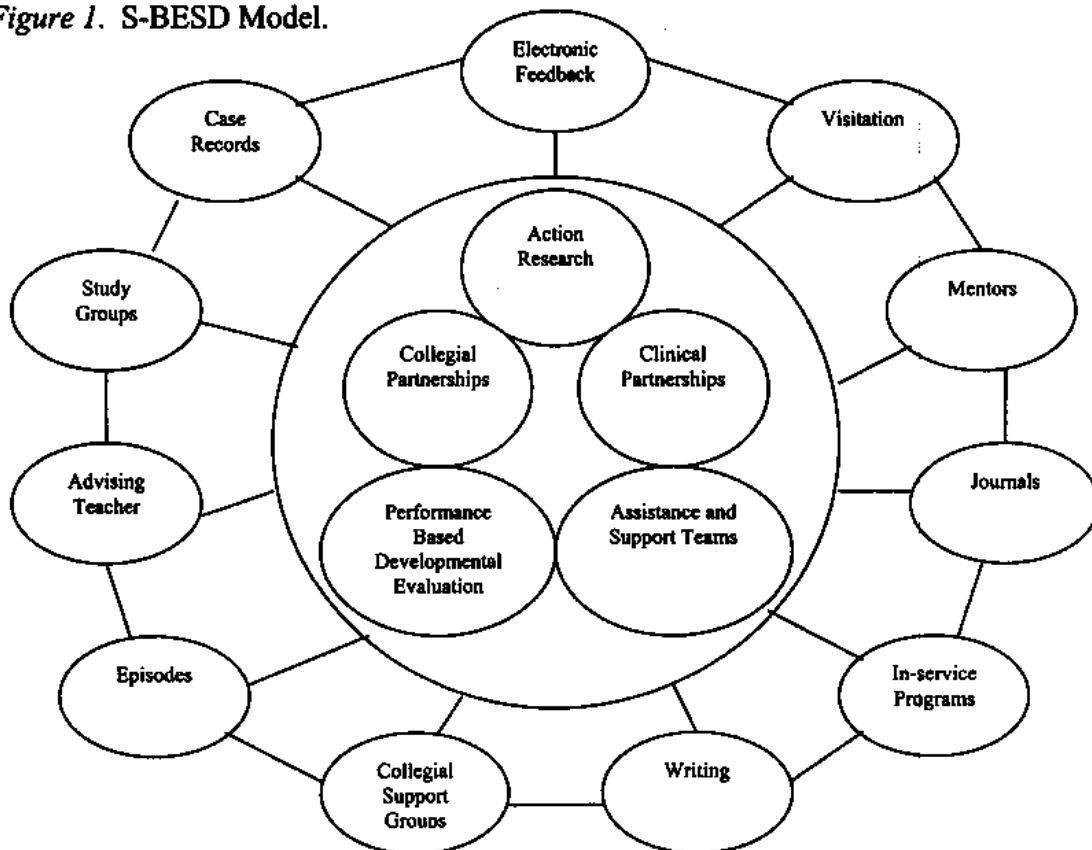 Figure 1. S-BESD Model.
Electronic
Feedback
Case
Records
Visitation
Action
Research
Study
Groups
Mentors
Collegial
Partnerships
Clinical
Partnerships
Advising
Teacher
Performance
Based
Developmental
Evaluation
Assistance and
Support Teams
Journals
Episodes
In-service
Programs
Collegial
Support
Groups
Writing